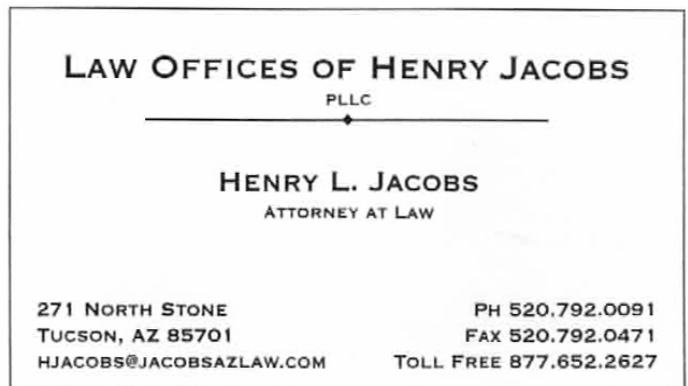 LAW OFFICES OF HENRY JACOBS
PLLC
HENRY L. JACOBS
ATTORNEY AT LAW
271 NORTH STONE
TUCSON, AZ 85701
HJACOBS@JACOBSAZLAW.COM
PH 520.792.0091
FAX 520.792.0471
TOLL FREE 877.652.2627